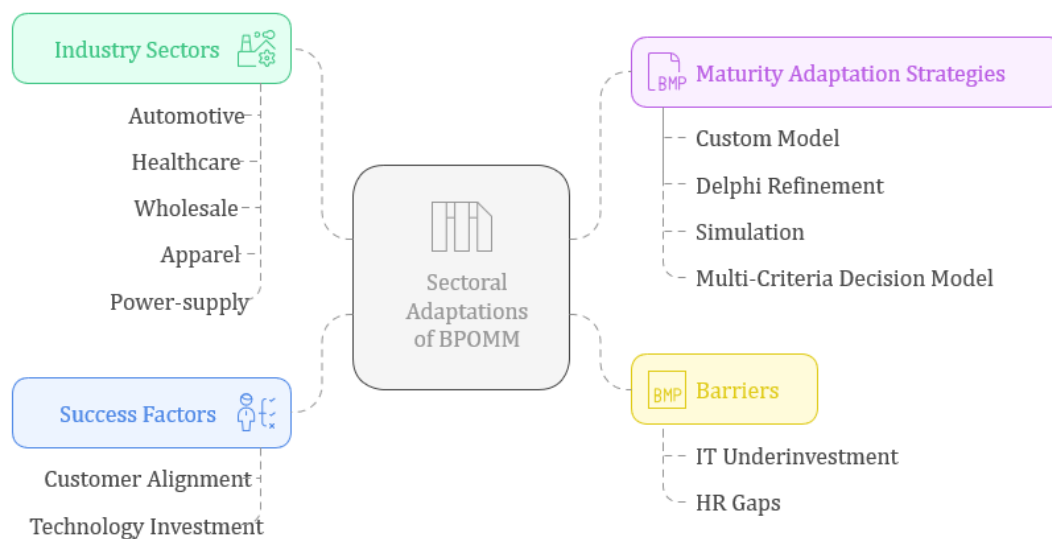 Industry Sectors
Automotive
Healthcare
Wholesale
Apparel
Power-supply
Success Factors
Customer Alignment
Technology Investment
Sectoral
Adaptations
of BPOMM
BMP
Maturity Adaptation Strategies
Custom Model
Delphi Refinement
Simulation
Multi-Criteria Decision Model
BMP
Barriers
IT Underinvestment
HR Gaps